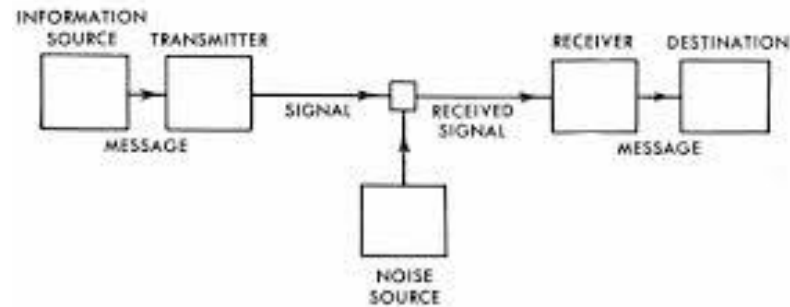 INFORMATION
SOURCE
TRANSMITTER
RECEIVER
DESTINATION
SIGNAL
RECEIVED
SIGNAL
MESSAGE
MESSAGE
NOISE
SOURCE